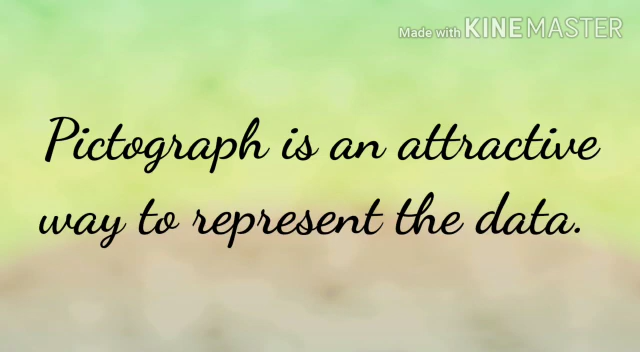 Made with KINEMASTER
Pictograph is an attractive
way to represent the data.